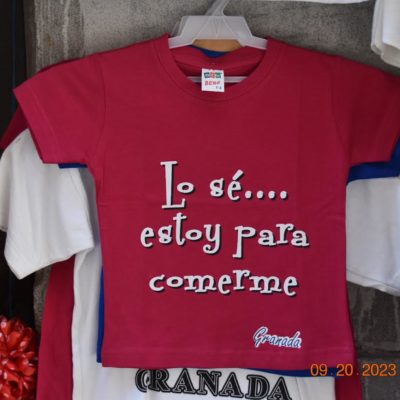 Lo sé....
estoy para
comerme
Granada
09.20.2023
GRANADA